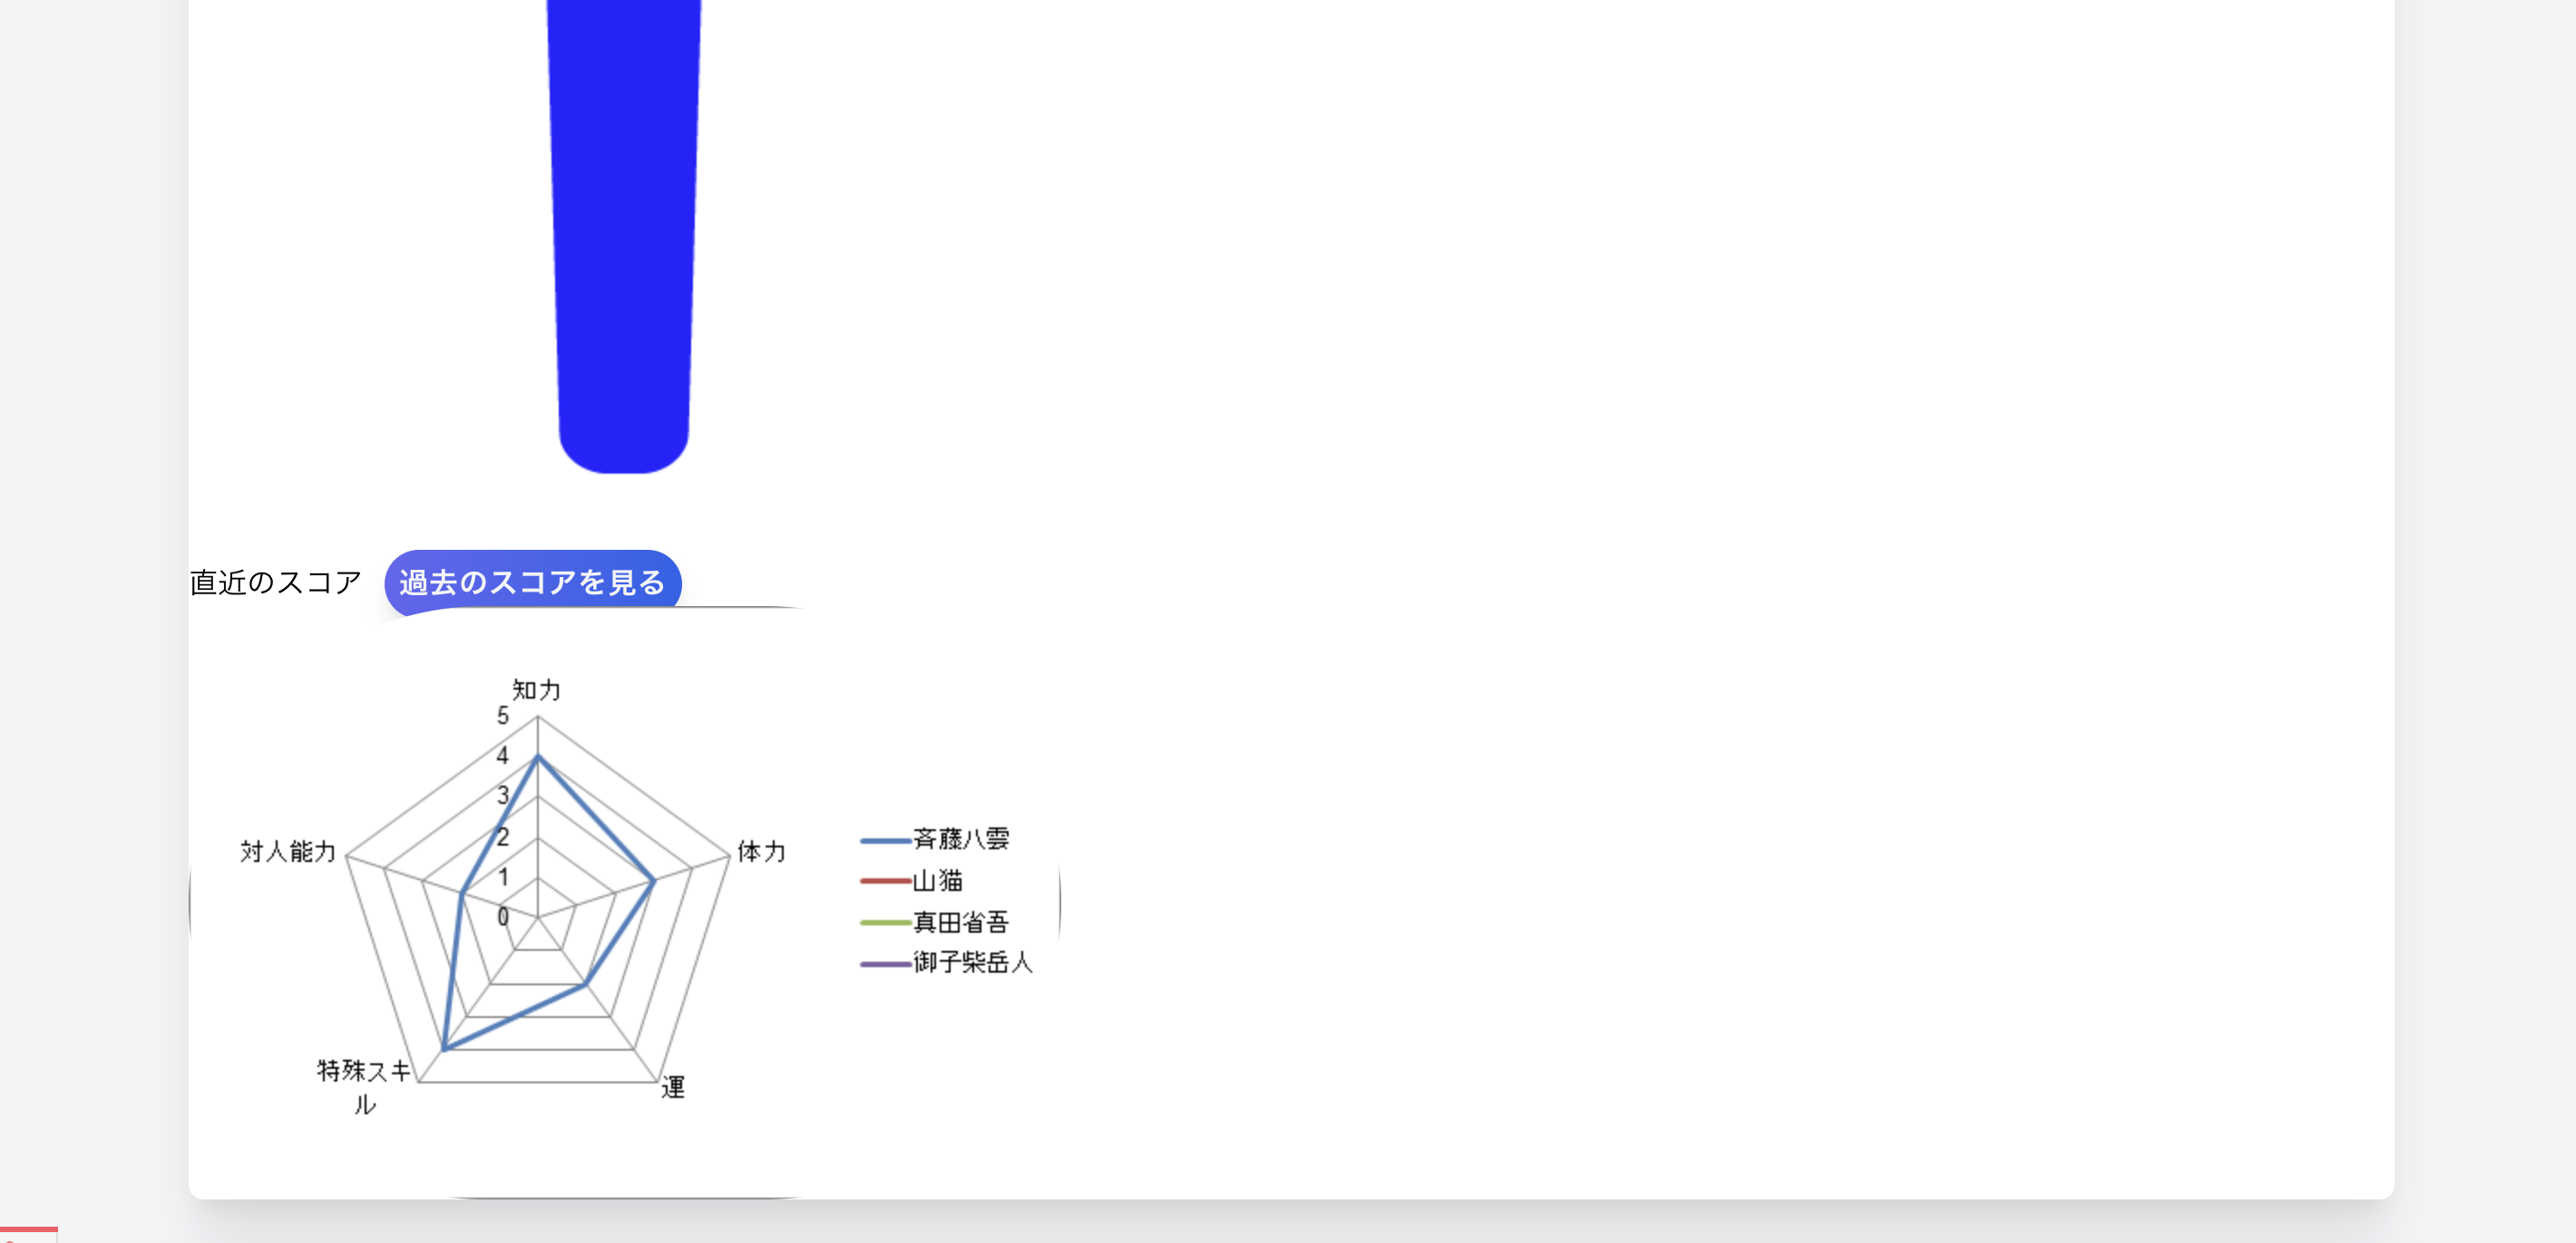 直近のスコア 過去のスコアを見る
知力
5
4
3
2
1
0
対人能力
体力
特殊スキ
ル
運
斉藤八雲
山猫
真田省吾
御子柴岳人